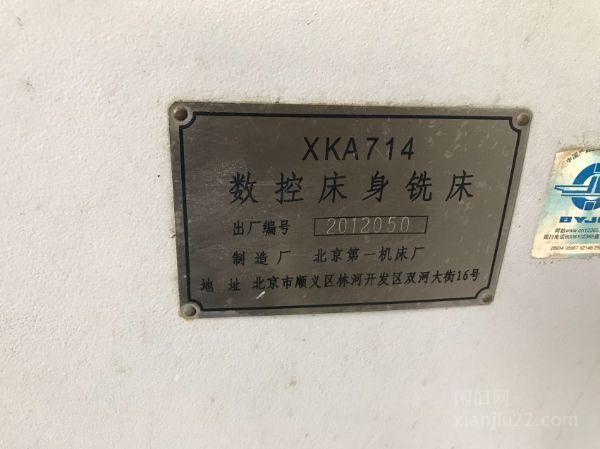 XKA714
数控床身铣床
出厂编号 2012050
制造厂 北京第一机床厂
地址 北京市顺义区林河开发区双河大街16号
BYJC
闲旧网
xianjiu22.com